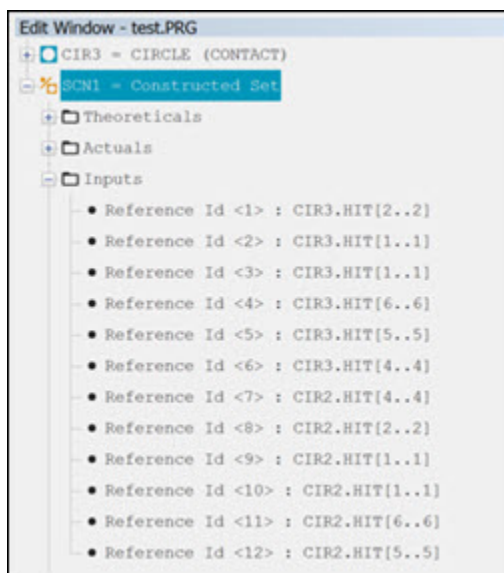 Edit Window - test.PRG
CIR3 = CIRCLE (CONTACT)
SCN1 = Constructed Set
Theoreticals
Actuals
Inputs
Reference Id <1> : CIR3.HIT[2..2]
Reference Id <2> : CIR3.HIT[1..1]
Reference Id <3> : CIR3.HIT[1..1]
Reference Id <4> : CIR3.HIT[6..6]
Reference Id <5> : CIR3.HIT[5..5]
Reference Id <6> : CIR3.HIT[4..4]
Reference Id <7> : CIR2.HIT[4..4]
Reference Id <8> : CIR2.HIT[2..2]
Reference Id <9> : CIR2.HIT[1..1]
Reference Id <10> : CIR2.HIT[1..1]
Reference Id <11> : CIR2.HIT[6..6]
Reference Id <12> : CIR2.HIT[5..5]